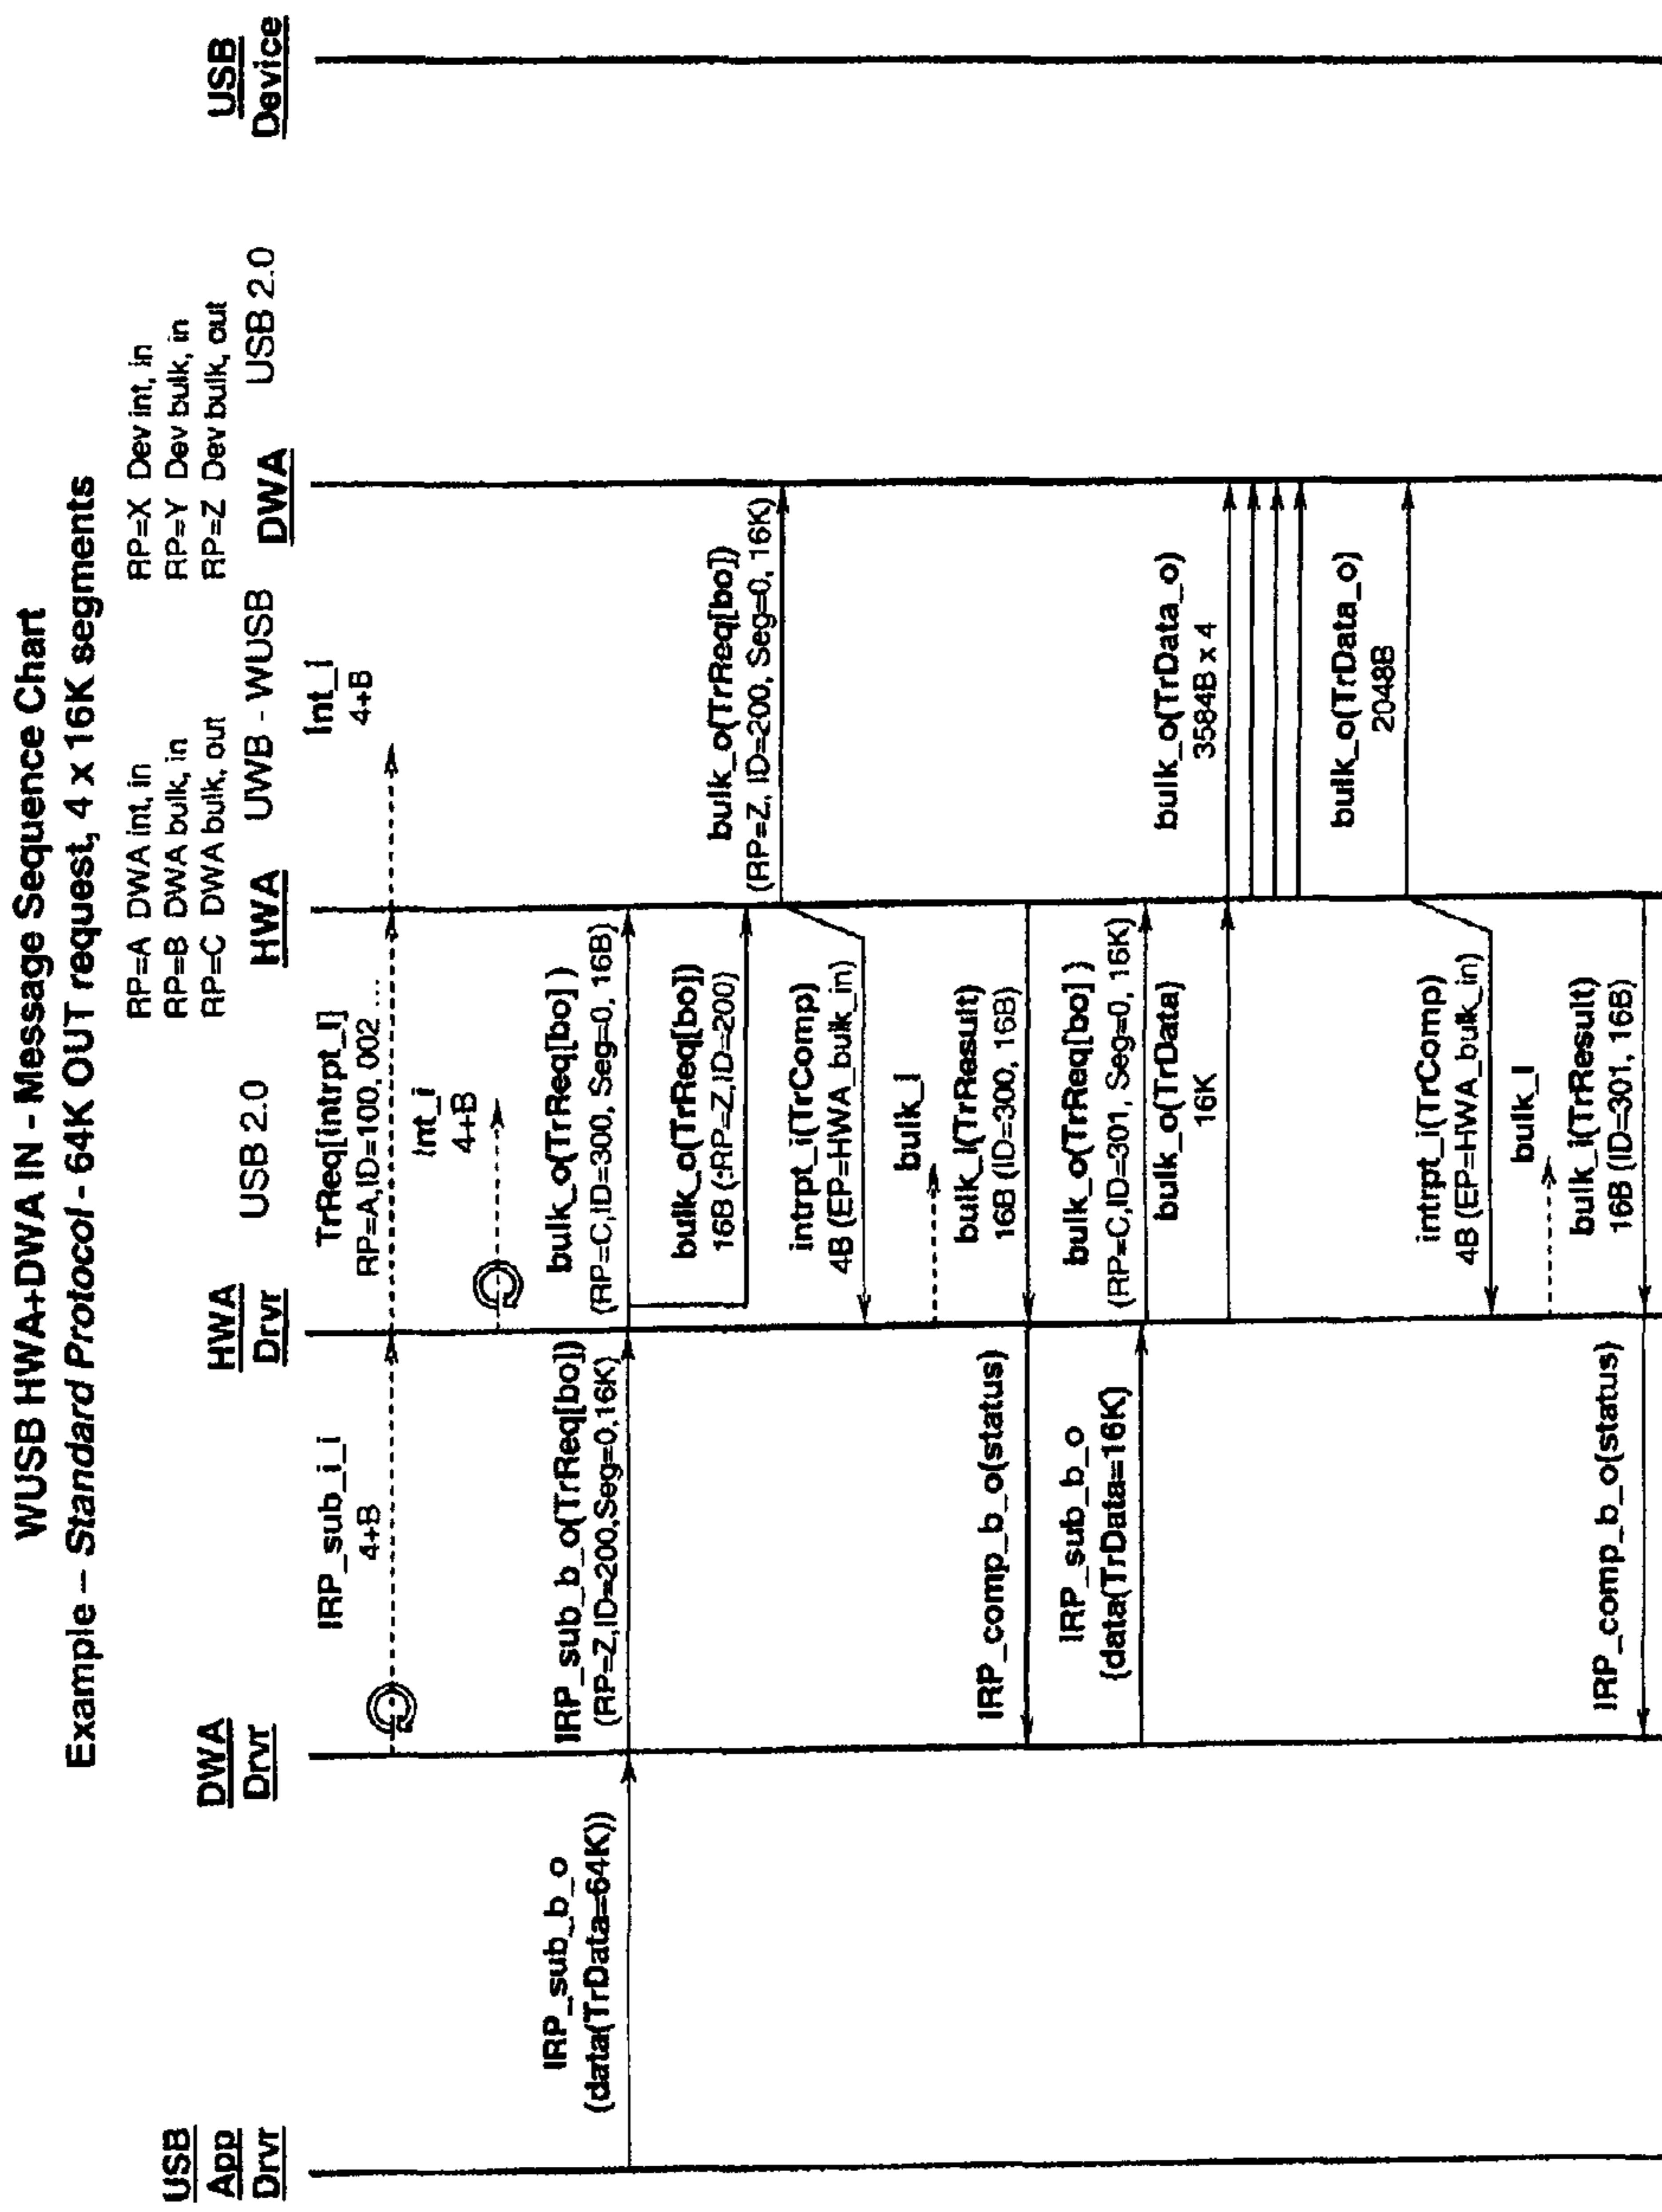 WUSB HWA+DWA IN - Message Sequence Chart
Example – Standard Protocol - 64K OUT request, 4 x 16K segments
RP=A DWA int, in
RP=B DWA bulk, in
RP=C DWA bulk, out
RP=X Dev int, in
RP=Y Dev bulk, in
RP=Z Dev bulk, out
USB
App
Drvr
DWA
Drvr
HWA
Drvr
USB 2.0
HWA
UWB - WUSB
DWA
USB 2.0
USB
Device
IRP_sub_i_i
4+B
TrReq[intrpt_i]
RP=A,ID=100, 002 ...
Int_i
4+B
Int_i
4+B
IRP_sub_b_o
(data(TrData=64K))
IRP_sub_b_o(TrReq[bo])
(RP=Z,ID=200,Seg=0,16K)
bulk_o(TrReq[bo] )
(RP=C,ID=300, Seg=0, 16B)
bulk_o(TrReq[bo])
16B (:RP=Z,ID=200)
bulk_o(TrReq[bo])
(RP=Z, ID=200, Seg=0, 16K)
intrpt_i(TrComp)
4B (EP=HWA_bulk_in)
bulk_i
bulk_i(TrResult)
16B (ID=300, 16B)
IRP_comp_b_o(status)
IRP_sub_b_o
(data(TrData=16K)
bulk_o(TrReq[bo] )
(RP=C,ID=301, Seg=0, 16K)
bulk_o(TrData)
16K
bulk_o(TrData_o)
3584B x 4
bulk_o(TrData_o)
2048B
intrpt_i(TrComp)
4B (EP=HWA_bulk_in)
bulk_i
bulk_i(TrResult)
16B (ID=301, 16B)
IRP_comp_b_o(status)